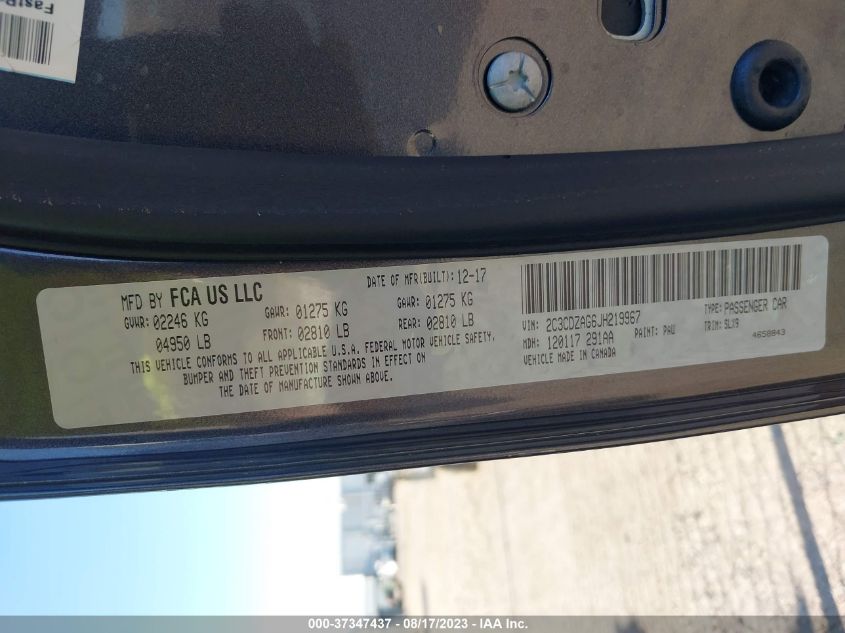 FastP
MFD BY FCA US LLC
DATE OF MFR(BUILT): 12-17
GVWR: 02246 KG
GAWR: 01275 KG
GAWR: 01275 KG
04950 LB
FRONT: 02810 LB
REAR: 02810 LB
THIS VEHICLE CONFORMS TO ALL APPLICABLE U.S.A. FEDERAL MOTOR VEHICLE SAFETY,
BUMPER AND THEFT PREVENTION STANDARDS IN EFFECT ON
THE DATE OF MANUFACTURE SHOWN ABOVE.
VIN: 2C3CDZAG6JH219967
TYPE: PASSENGER CAR
MDH: 120117 291AA
PAINT: PAU
TRIM: SLX9
VEHICLE MADE IN CANADA
4658843
000-37347437 - 08/17/2023 - IAA Inc.